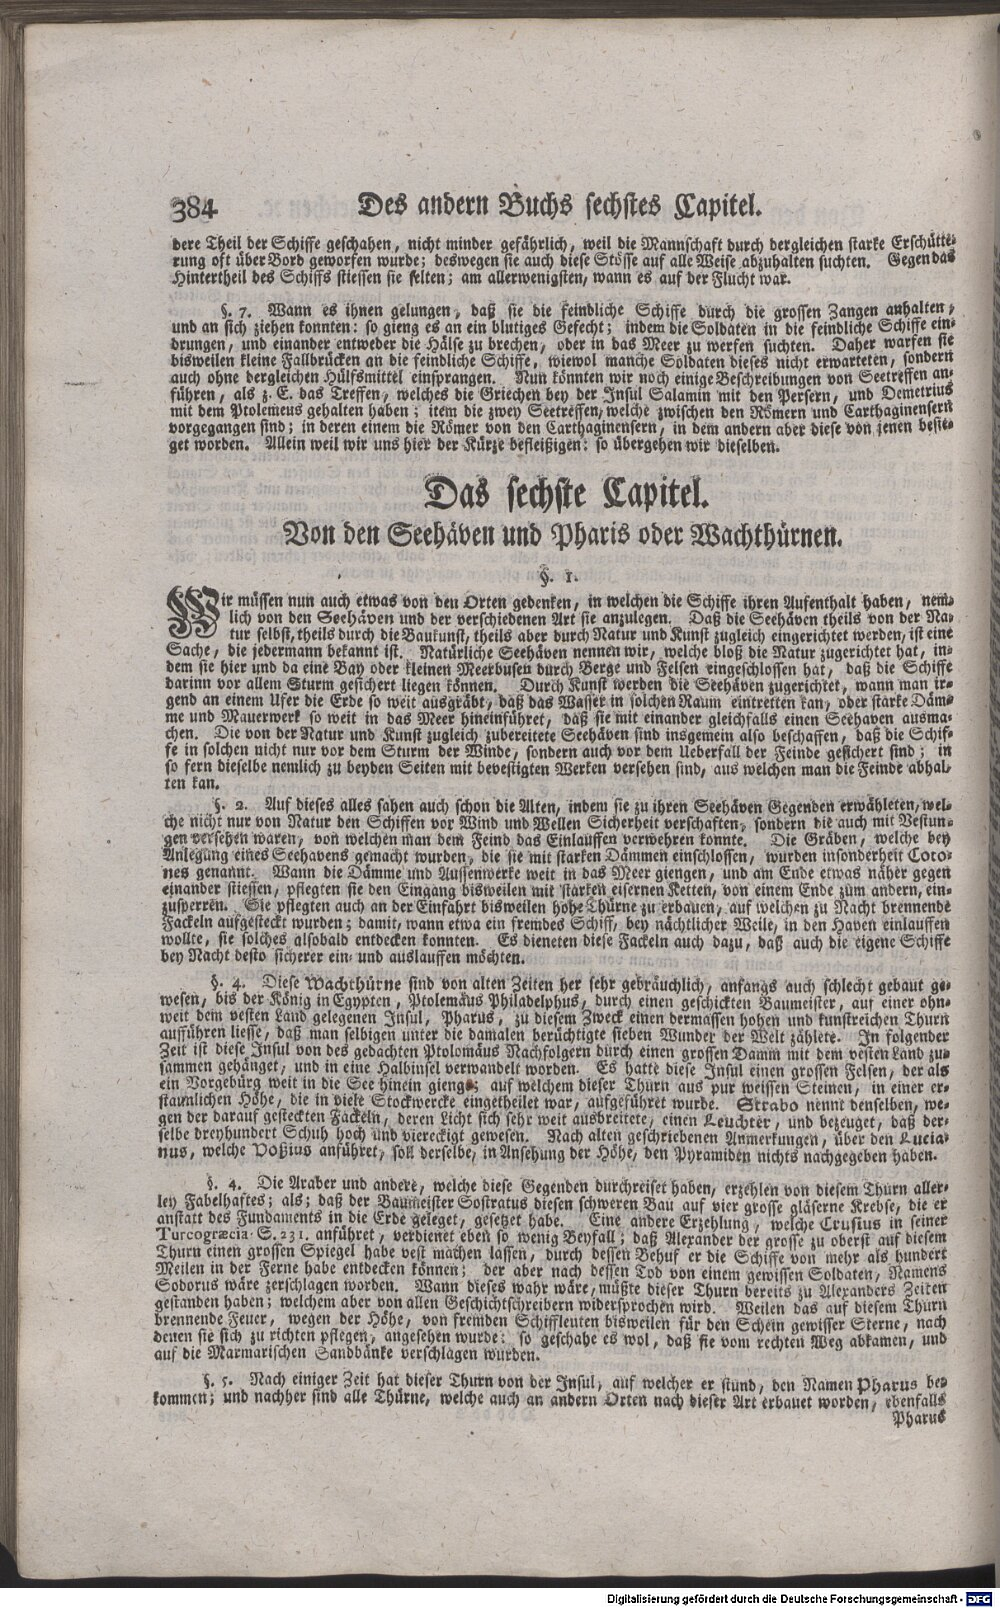 384 Des andern Buchs sechstes Capitel.
dere Theil der Schiffe geschahen, nicht minder gefährlich, weil die Mannschaft durch dergleichen starke Erschütte-
rung oft über Bord geworfen wurde; deswegen sie auch diese Stösse auf alle Weise abzuhalten suchten. Gegen das
Hintertheil des Schiffs stiessen sie selten; am allerwenigsten, wann es auf der Flucht war.
§. 7. Wann es ihnen gelungen, daß sie die feindliche Schiffe durch die grossen Zangen anhalten,
und an sich ziehen konnten: so gieng es an ein blutiges Gefecht; indem die Soldaten in die feindliche Schiffe ein-
drungen, und einander entweder die Hälse zu brechen, oder in das Meer zu werfen suchten. Daher warfen sie
bisweilen kleine Fallbrücken an die feindliche Schiffe, wiewol manche Soldaten dieses nicht erwarteten, sondern
auch ohne dergleichen Hülfsmittel einsprangen. Nun könnten wir noch einige Beschreibungen von Seetreffen an-
führen, als z. E. das Treffen, welches die Griechen bey der Insul Salamin mit den Persern, und Demetrius
mit dem Ptolemeus gehalten haben; item die zwey Seetreffen, welche zwischen den Römern und Carthaginensern
vorgegangen sind; in deren einem die Römer von den Carthaginensern, in dem andern aber diese von jenen besie-
get worden. Allein weil wir uns hier der Kürze befleißigen: so übergehen wir dieselben.
Das sechste Capitel.
Von den Seehäven und Pharis oder Wachthürnen.
§. 1.
Wir müssen nun auch etwas von den Orten gedenken, in welchen die Schiffe ihren Aufenthalt haben, nem-
lich von den Seehäven und der verschiedenen Art sie anzulegen. Daß die Seehäven theils von der Na-
tur selbst, theils durch die Baukunst, theils aber durch Natur und Kunst zugleich eingerichtet werden, ist eine
Sache, die jedermann bekannt ist. Natürliche Seehäven nennen wir, welche bloß die Natur zugerichtet hat, in-
dem sie hier und da eine Bay oder kleinen Meerbusen durch Berge und Felsen eingeschlossen hat, daß die Schiffe
darinn vor allem Sturm gesichert liegen können. Durch Kunst werden die Seehäven zugerichtet, wann man ir-
gend an einem Ufer die Erde so weit ausgräbt, daß das Wasser in solchen Raum eintretten kan, oder starke Däm-
me und Mauerwerk so weit in das Meer hineinführet, daß sie mit einander gleichfalls einen Seehaven ausma-
chen. Die von der Natur und Kunst zugleich zubereitete Seehäven sind insgemein also beschaffen, daß die Schif-
fe in solchen nicht nur vor dem Sturm der Winde, sondern auch vor dem Ueberfall der Feinde gesichert sind; in
so fern dieselbe nemlich zu beyden Seiten mit bevestigten Werken versehen sind, aus welchen man die Feinde abhal-
ten kan.
§. 2. Auf dieses alles sahen auch schon die Alten, indem sie zu ihren Seehäven Gegenden erwähleten, wel-
che nicht nur von Natur den Schiffen vor Wind und Wellen Sicherheit verschaften, sondern die auch mit Vestun-
gen versehen waren, von welchen man dem Feind das Einlauffen verwehren konnte. Die Gräben, welche bey
Anlegung eines Seehavens gemacht wurden, die sie mit starken Dämmen einschlossen, wurden insonderheit Coto-
nes genannt. Wann die Dämme und Aussenwerke weit in das Meer giengen, und am Ende etwas näher gegen
einander stiessen, pflegten sie den Eingang bisweilen mit starken eisernen Ketten, von einem Ende zum andern, ein-
zusperren. Sie pflegten auch an der Einfahrt bisweilen hohe Thürne zu erbauen, auf welchen zu Nacht brennende
Fackeln aufgesteckt wurden; damit, wann etwa ein fremdes Schiff, bey nächtlicher Weile, in den Haven einlauffen
wollte, sie solches alsobald entdecken konnten. Es dieneten diese Fackeln auch dazu, daß auch die eigene Schiffe
bey Nacht desto sicherer ein- und auslauffen möchten.
§. 4. Diese Wachthürne sind von alten Zeiten her sehr gebräuchlich, anfangs auch schlecht gebaut ge-
wesen, bis der König in Egypten, Ptolemäus Philadelphus, durch einen geschickten Baumeister, auf einer ohn-
weit dem vesten Land gelegenen Insul, Pharus, zu diesem Zweck einen dermassen hohen und kunstreichen Thurn
aufführen liesse, daß man selbigen unter die damalen berüchtigte sieben Wunder der Welt zählete. In folgender
Zeit ist diese Insul von des gedachten Ptolomäus Nachfolgern durch einen grossen Damm mit dem vesten Land zu-
sammen gehänget, und in eine Halbinsel verwandelt worden. Es hatte diese Insul einen grossen Felsen, der als
ein Vorgebürg weit in die See hinein gieng; auf welchem dieser Thurn aus pur weissen Steinen, in einer er-
staunlichen Höhe, die in viele Stockwercke eingetheilet war, aufgeführet wurde. Strabo nennt denselben, we-
gen der darauf gesteckten Fackeln, deren Licht sich sehr weit ausbreitete, einen Leuchter, und bezeuget, daß der-
selbe dreyhundert Schuh hoch und viereckigt gewesen. Nach alten geschriebenen Anmerkungen, über den Lucia-
nus, welche Voßius anführet, soll derselbe, in Ansehung der Höhe, den Pyramiden nichts nachgegeben haben.
§. 4. Die Araber und andere, welche diese Gegenden durchreiset haben, erzehlen von diesem Thurn aller-
ley Fabelhaftes; als; daß der Baumeister Sostratus diesen schweren Bau auf vier grosse gläserne Krebse, die er
anstatt des Fundaments in die Erde geleget, gesetzet habe. Eine andere Erzehlung, welche Crusius in seiner
Turcogræcia S. 231. anführet, verdienet eben so wenig Beyfall; daß Alexander der grosse zu oberst auf diesem
Thurn einen grossen Spiegel habe vest machen lassen, durch dessen Behuf er die Schiffe von mehr als hundert
Meilen in der Ferne habe entdecken können; der aber nach dessen Tod von einem gewissen Soldaten, Namens
Sodorus wäre zerschlagen worden. Wann dieses wahr wäre, müßte dieser Thurn bereits zu Alexanders Zeiten
gestanden haben; welchem aber von allen Geschichtschreibern widersprochen wird. Weilen das auf diesem Thurn
brennende Feuer, wegen der Höhe, von fremden Schiffleuten bisweilen für den Schein gewisser Sterne, nach
denen sie sich zu richten pflegen, angesehen wurde: so geschahe es wol, daß sie vom rechten Weg abkamen, und
auf die Marmarischen Sandbänke verschlagen wurden.
§. 5. Nach einiger Zeit hat dieser Thurn von der Insul, auf welcher er stund, den Namen Pharus be-
kommen; und nachher sind alle Thürne, welche auch an andern Orten nach dieser Art erbauet worden, ebenfalls
Pharus
Digitalisierung gefördert durch die Deutsche Forschungsgemeinschaft - DFG